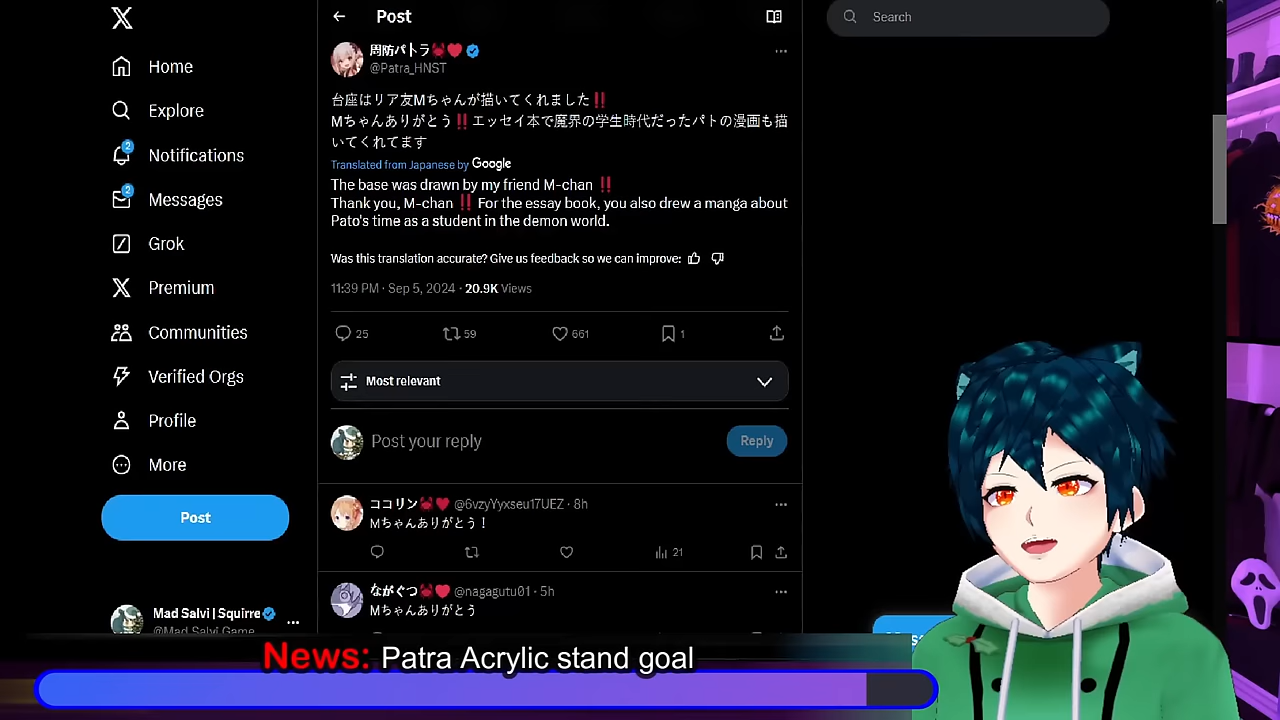 Post
Search
周防パトラ🦀❤️
@Patra_HNST
Home
台座はリア友Mちゃんが描いてくれました‼️
Mちゃんありがとう‼️エッセイ本で魔界の学生時代だったパトの漫画も描
いてくれてます
Explore
Notifications
2
Translated from Japanese by Google
The base was drawn by my friend M-chan ‼️
Thank you, M-chan ‼️ For the essay book, you also drew a manga about
Pato's time as a student in the demon world.
Messages
2
Grok
Was this translation accurate? Give us feedback so we can improve:
Premium
11:39 PM · Sep 5, 2024 · 20.9K Views
Communities
25 59 661 1
Verified Orgs
Most relevant
Profile
Post your reply
Reply
More
Post
ココリン🦀❤️ @6vzyYyxseu17UEZ · 8h
Mちゃんありがとう！
21
ながぐつ🦀❤️ @nagagutu01 · 5h
Mちゃんありがとう
Mad Salvi | Squirre
@Mad_Salvi_Game
News: Patra Acrylic stand goal